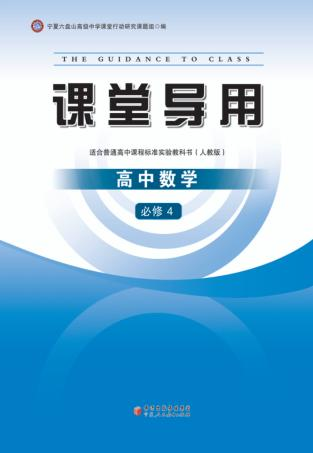 宁夏六盘山高级中学课堂行动研究课题组◎编
THE GUIDANCE TO CLASS
课堂导用
适合普通高中课程标准实验教科书(人教版)
高中数学
必修 4